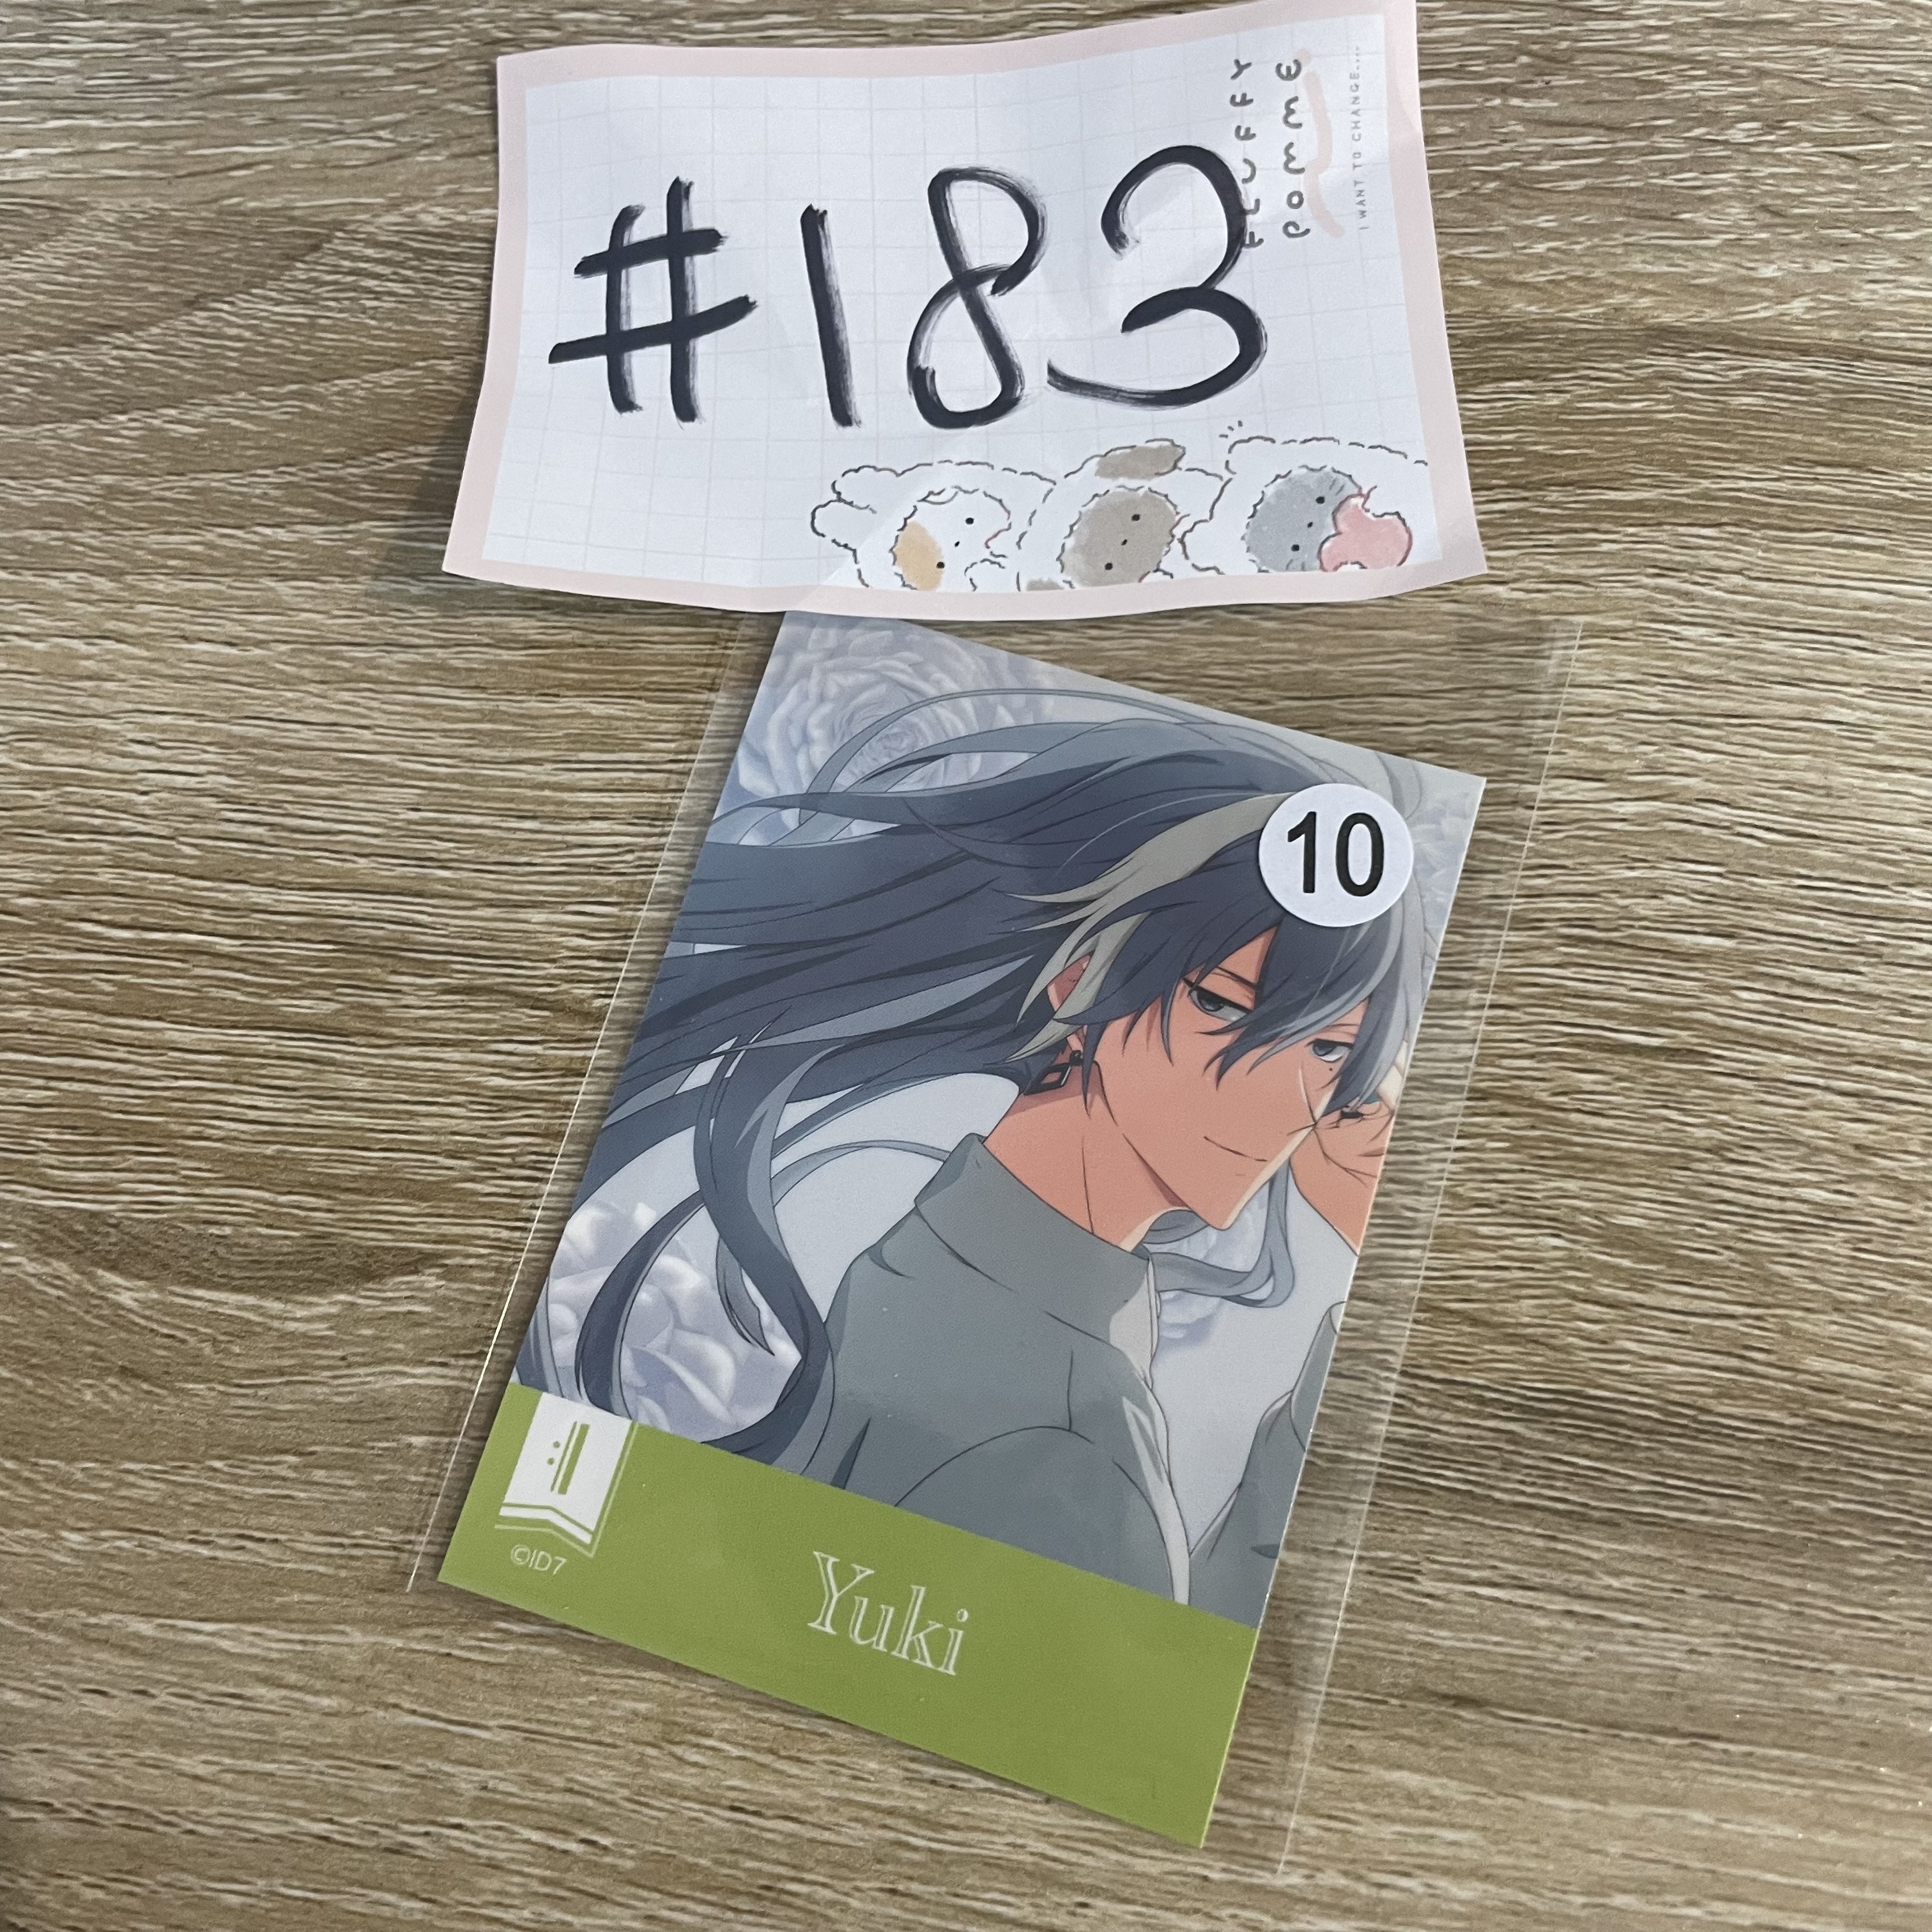 #183
FLUFFY
pomme
I WANT TO CHANGE....
10
©ID7
Yuki